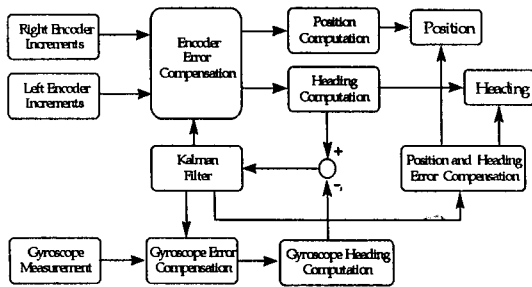 Right Encoder
Increments
Encoder
Error
Compensation
Position
Computation
Position
Left Encoder
Increments
Heading
Computation
Heading
+
Kalman
Filter
-
Position and Heading
Error Compensation
Gyroscope
Measurement
Gyroscope Error
Compensation
Gyroscope Heading
Computation